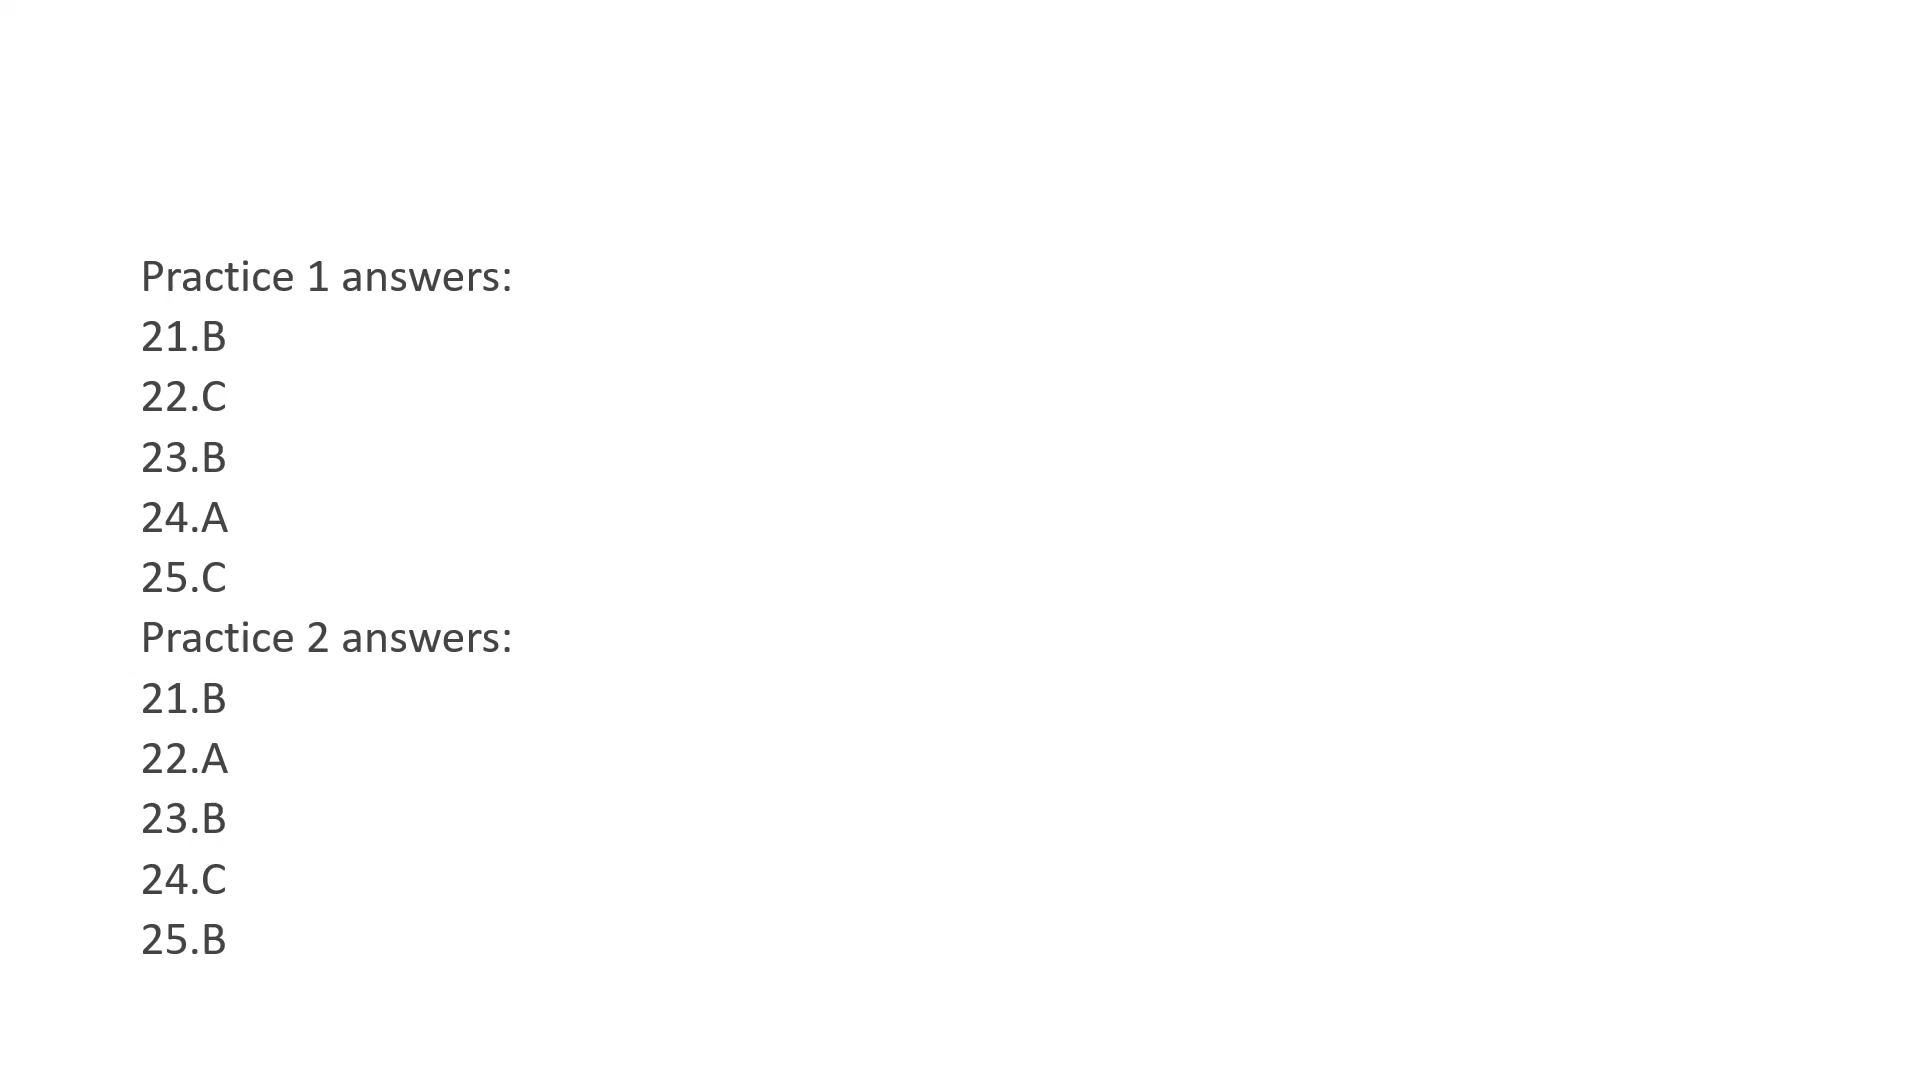 Practice 1 answers:
21.B
22.C
23.B
24.A
25.C
Practice 2 answers:
21.B
22.A
23.B
24.C
25.B